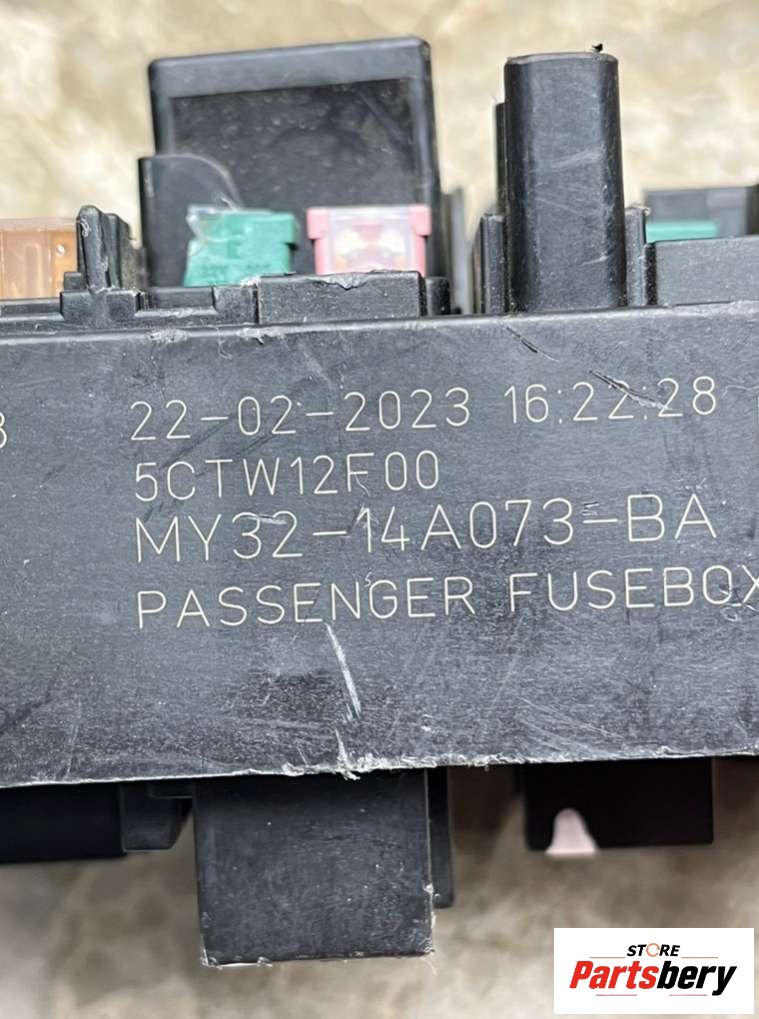 22-02-2023 16:22:28
5CTW12F00
MY32-14A073-BA
PASSENGER FUSEBOX
STORE
Partsbery